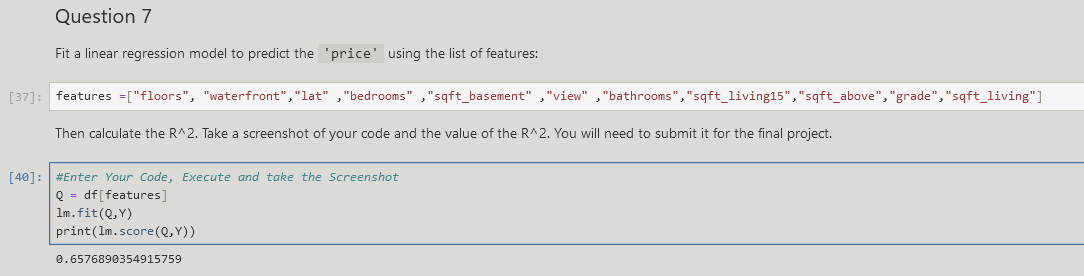 Question 7
Fit a linear regression model to predict the 'price' using the list of features:
[37]: features =["floors", "waterfront","lat" ,"bedrooms" ,"sqft_basement" ,"view" ,"bathrooms","sqft_living15","sqft_above","grade","sqft_living"]
Then calculate the R^2. Take a screenshot of your code and the value of the R^2. You will need to submit it for the final project.
[40]: #Enter Your Code, Execute and take the Screenshot
Q = df[features]
lm.fit(Q,Y)
print(lm.score(Q,Y))
0.6576890354915759